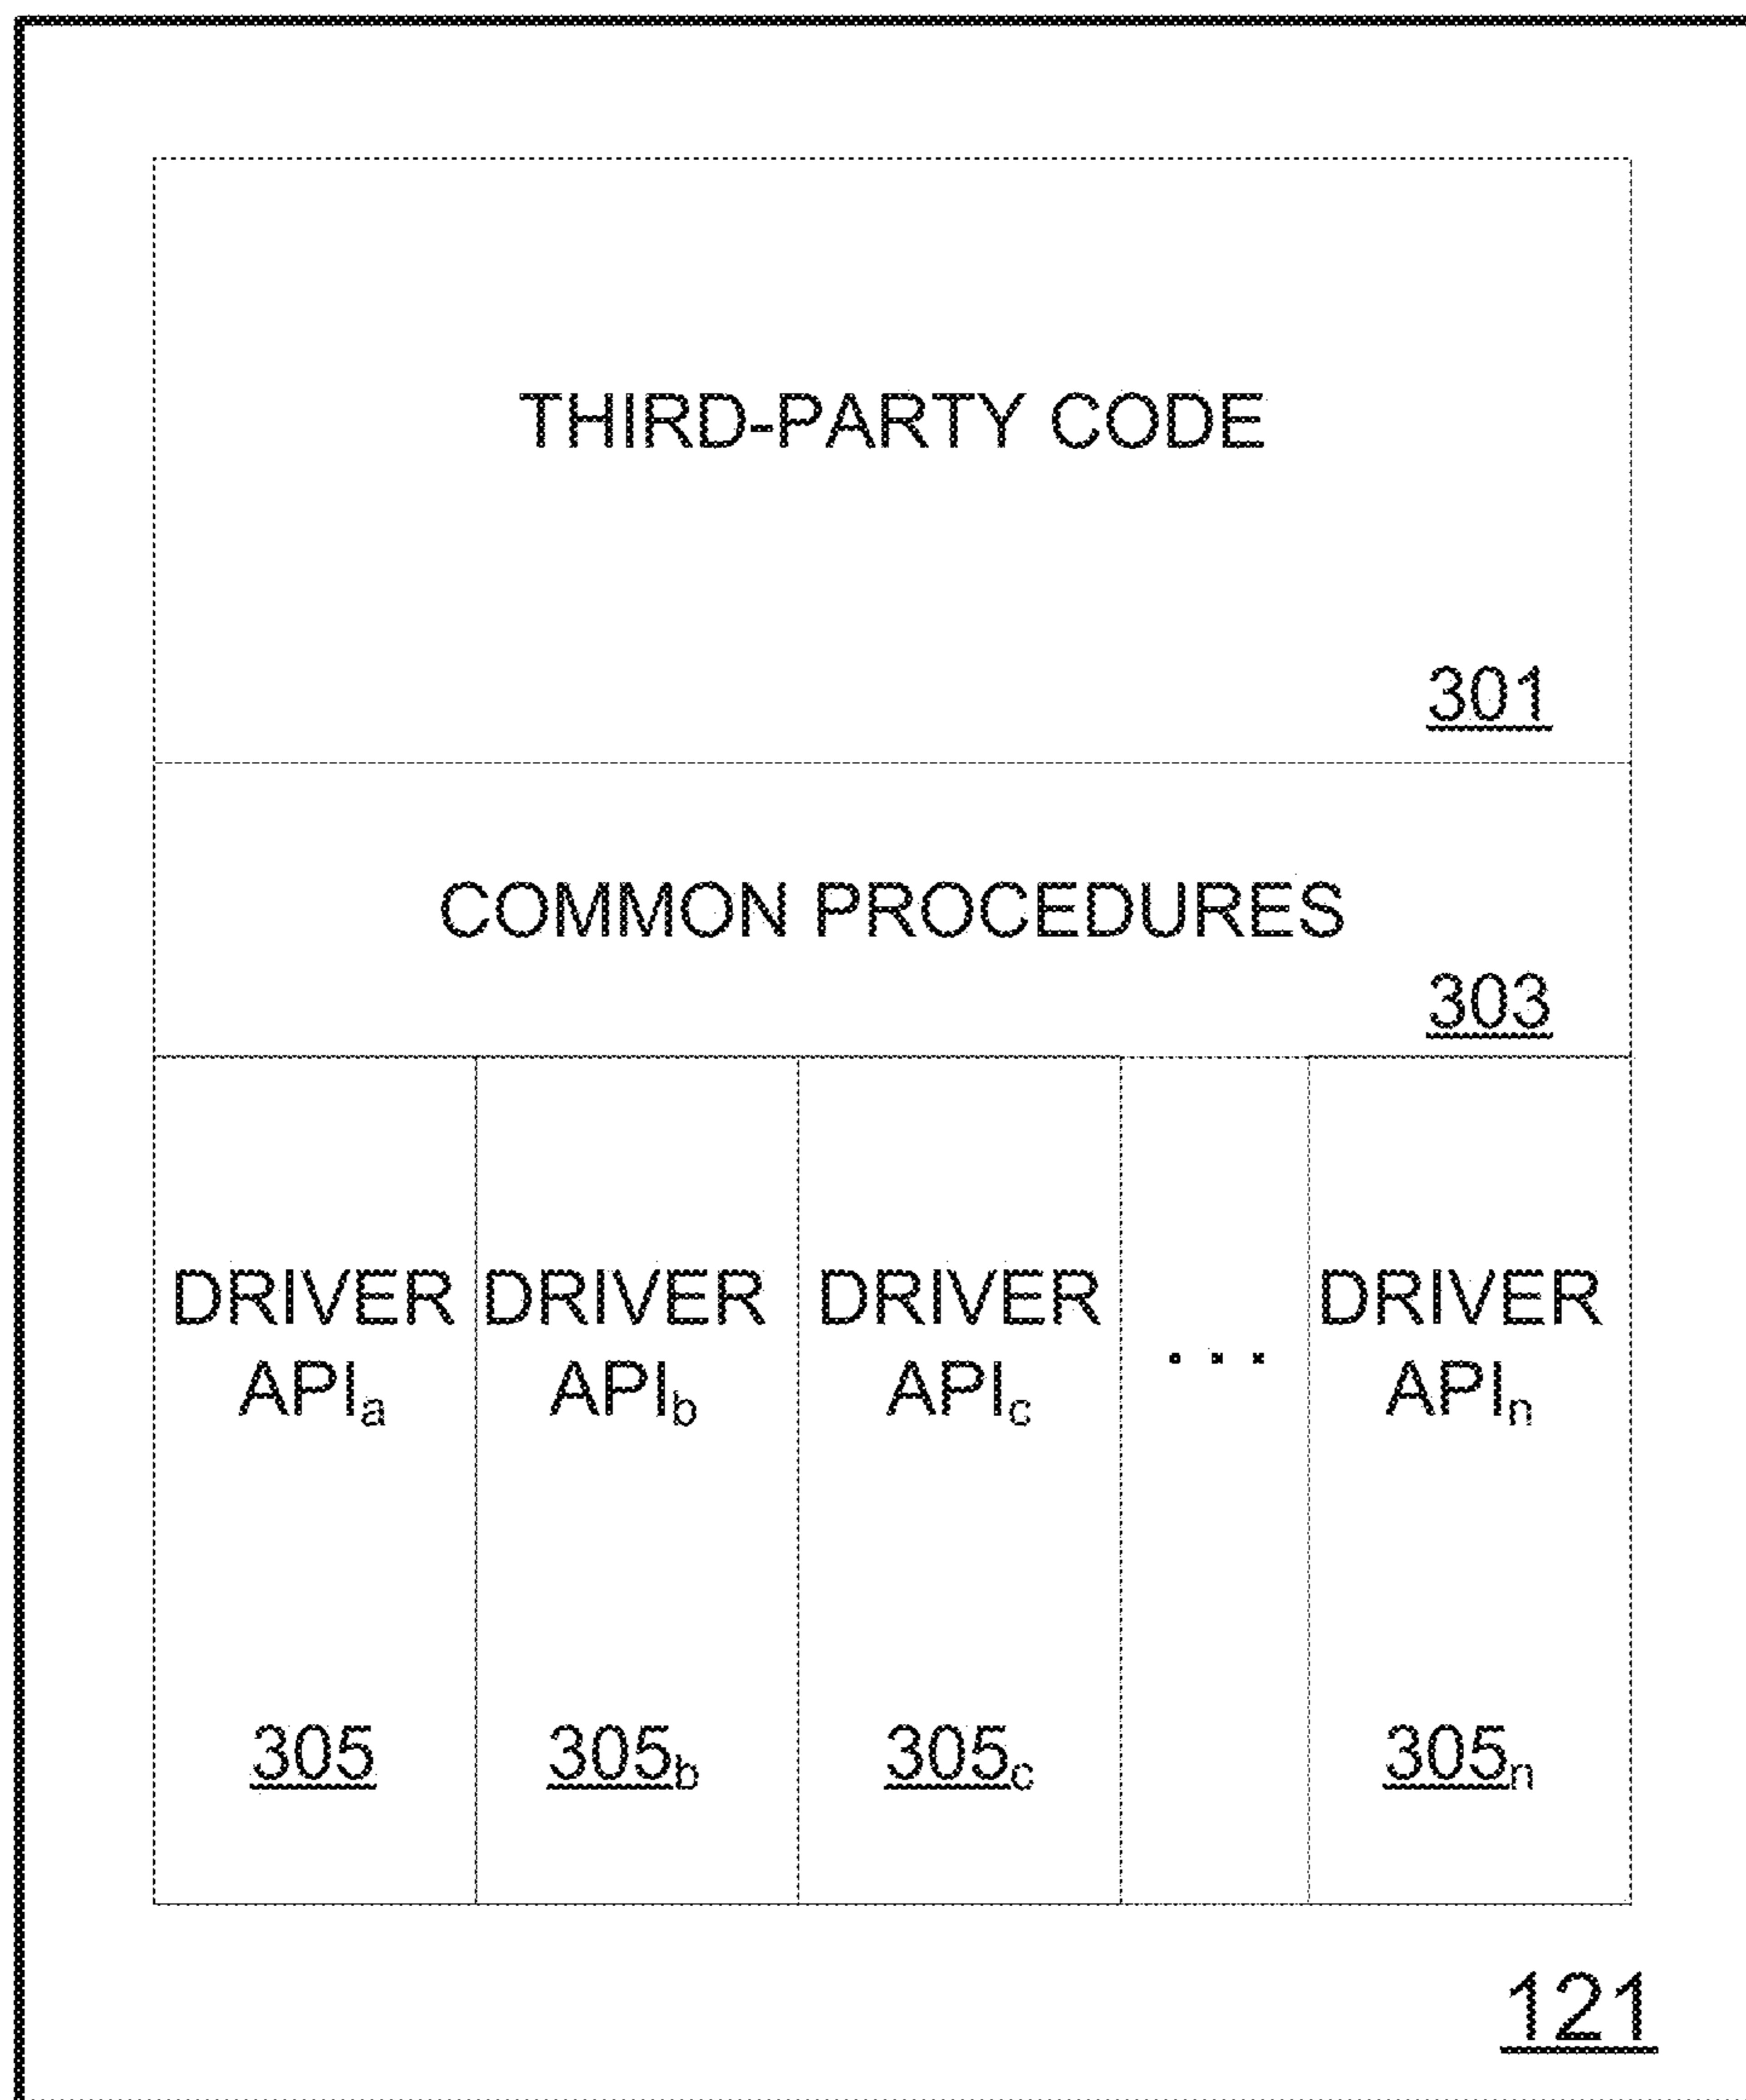 THIRD-PARTY CODE
301
COMMON PROCEDURES
303
DRIVER DRIVER DRIVER ... DRIVER
APIa APIb APIc APIn
305 305b 305c 305n
121